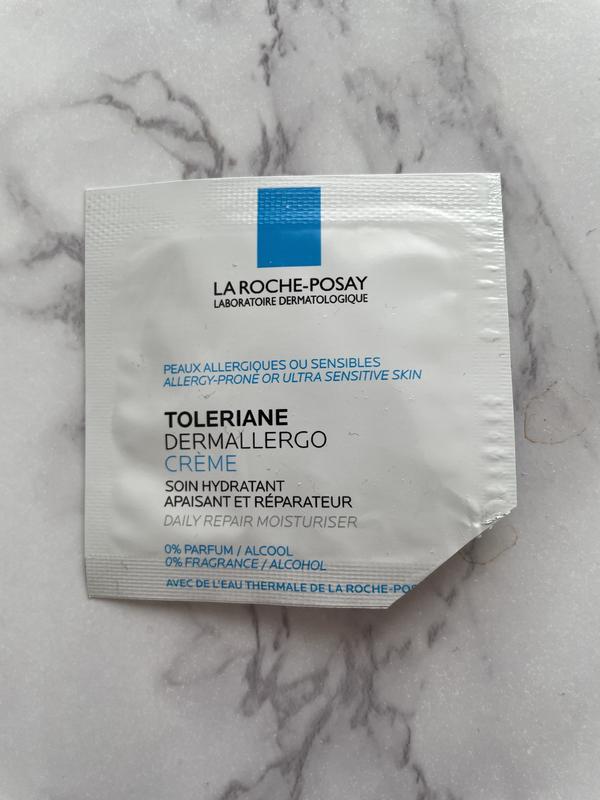 LA ROCHE-POSAY
LABORATOIRE DERMATOLOGIQUE
PEAUX ALLERGIQUES OU SENSIBLES
ALLERGY-PRONE OR ULTRA SENSITIVE SKIN
TOLERIANE
DERMALLERGO
CRÈME
SOIN HYDRATANT
APAISANT ET RÉPARATEUR
DAILY REPAIR MOISTURISER
0% PARFUM / ALCOOL
0% FRAGRANCE / ALCOHOL
AVEC DE L'EAU THERMALE DE LA ROCHE-POS